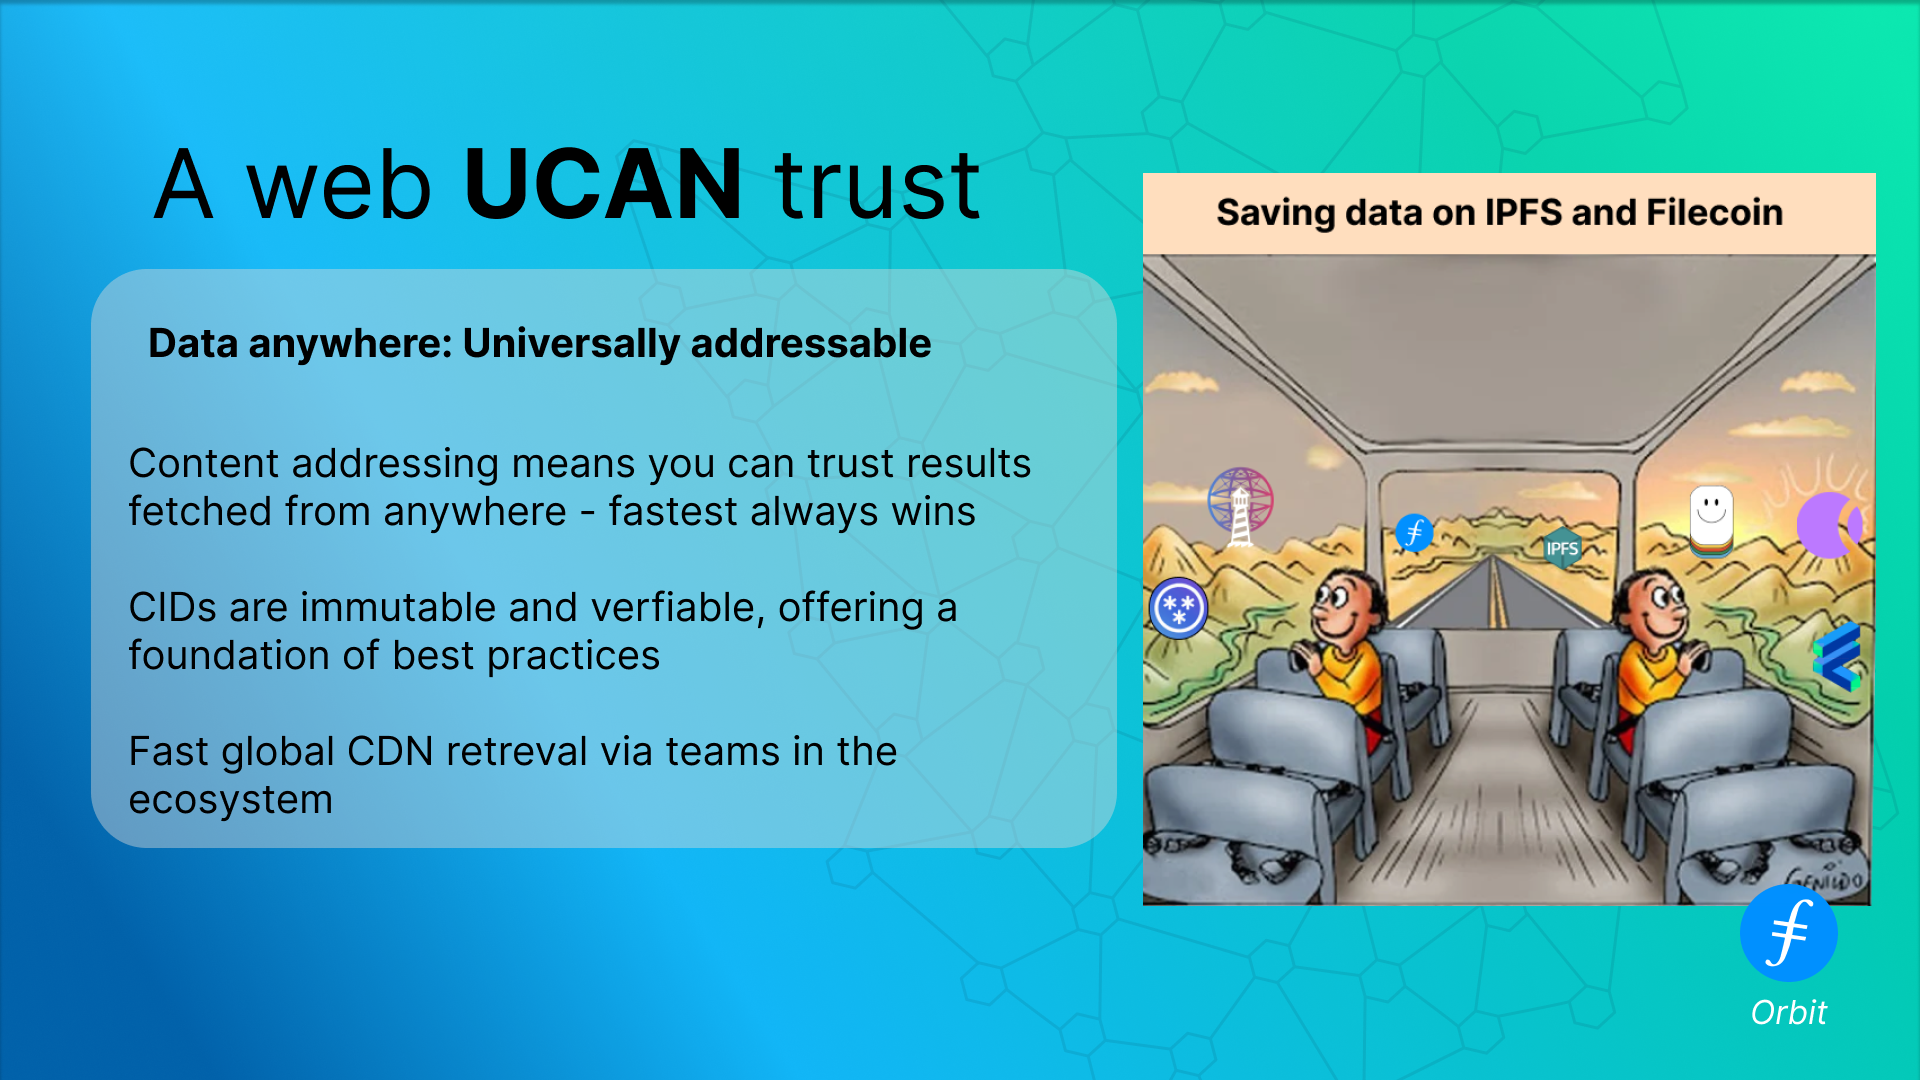 A web UCAN trust
Data anywhere: Universally addressable
Content addressing means you can trust results
fetched from anywhere - fastest always wins
CIDs are immutable and verfiable, offering a
foundation of best practices
Fast global CDN retreval via teams in the
ecosystem
Saving data on IPFS and Filecoin
IPFS
GENILDO
Orbit